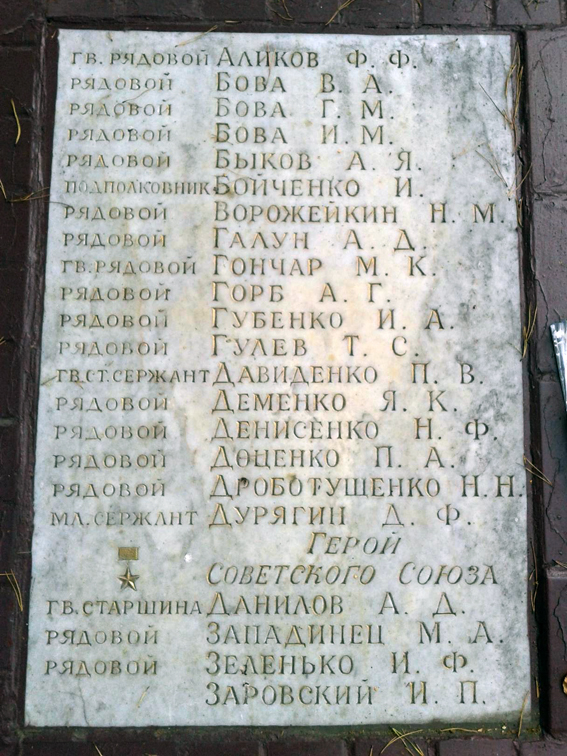 ГВ. РЯДОВОЙ АЛИКОВ Ф. Ф.
РЯДОВОЙ БОВА В. А.
РЯДОВОЙ БОВА Г. М.
РЯДОВОЙ БОВА И. М.
РЯДОВОЙ БЫКОВ А. Я.
ПОДПОЛКОВНИК БОЙЧЕНКО И.
РЯДОВОЙ ВОРОЖЕЙКИН Н. М.
РЯДОВОЙ ГАЛУН А. Д.
ГВ. РЯДОВОЙ ГОНЧАР М. К.
РЯДОВОЙ ГОРБ А. Г.
РЯДОВОЙ ГУБЕНКО И. А.
РЯДОВОЙ ГУЛЕВ Т. С.
ГВ. СТ. СЕРЖАНТ ДАВИДЕНКО П. В.
РЯДОВОЙ ДЕМЕНКО Я. К.
РЯДОВОЙ ДЕНИСЕНКО Н. Ф.
РЯДОВОЙ ДОЦЕНКО П. А.
РЯДОВОЙ ДРОБОТУЩЕНКО Н. Н.
МЛ. СЕРЖАНТ ДУРЯГИН Д. Ф.
ГЕРОЙ
СОВЕТСКОГО СОЮЗА
ГВ. СТАРШИНА ДАНИЛОВ А. Д.
РЯДОВОЙ ЗАПАДИНЕЦ М. А.
РЯДОВОЙ ЗЕЛЕНЬКО И. Ф.
ЗАРОВСКИЙ И. П.